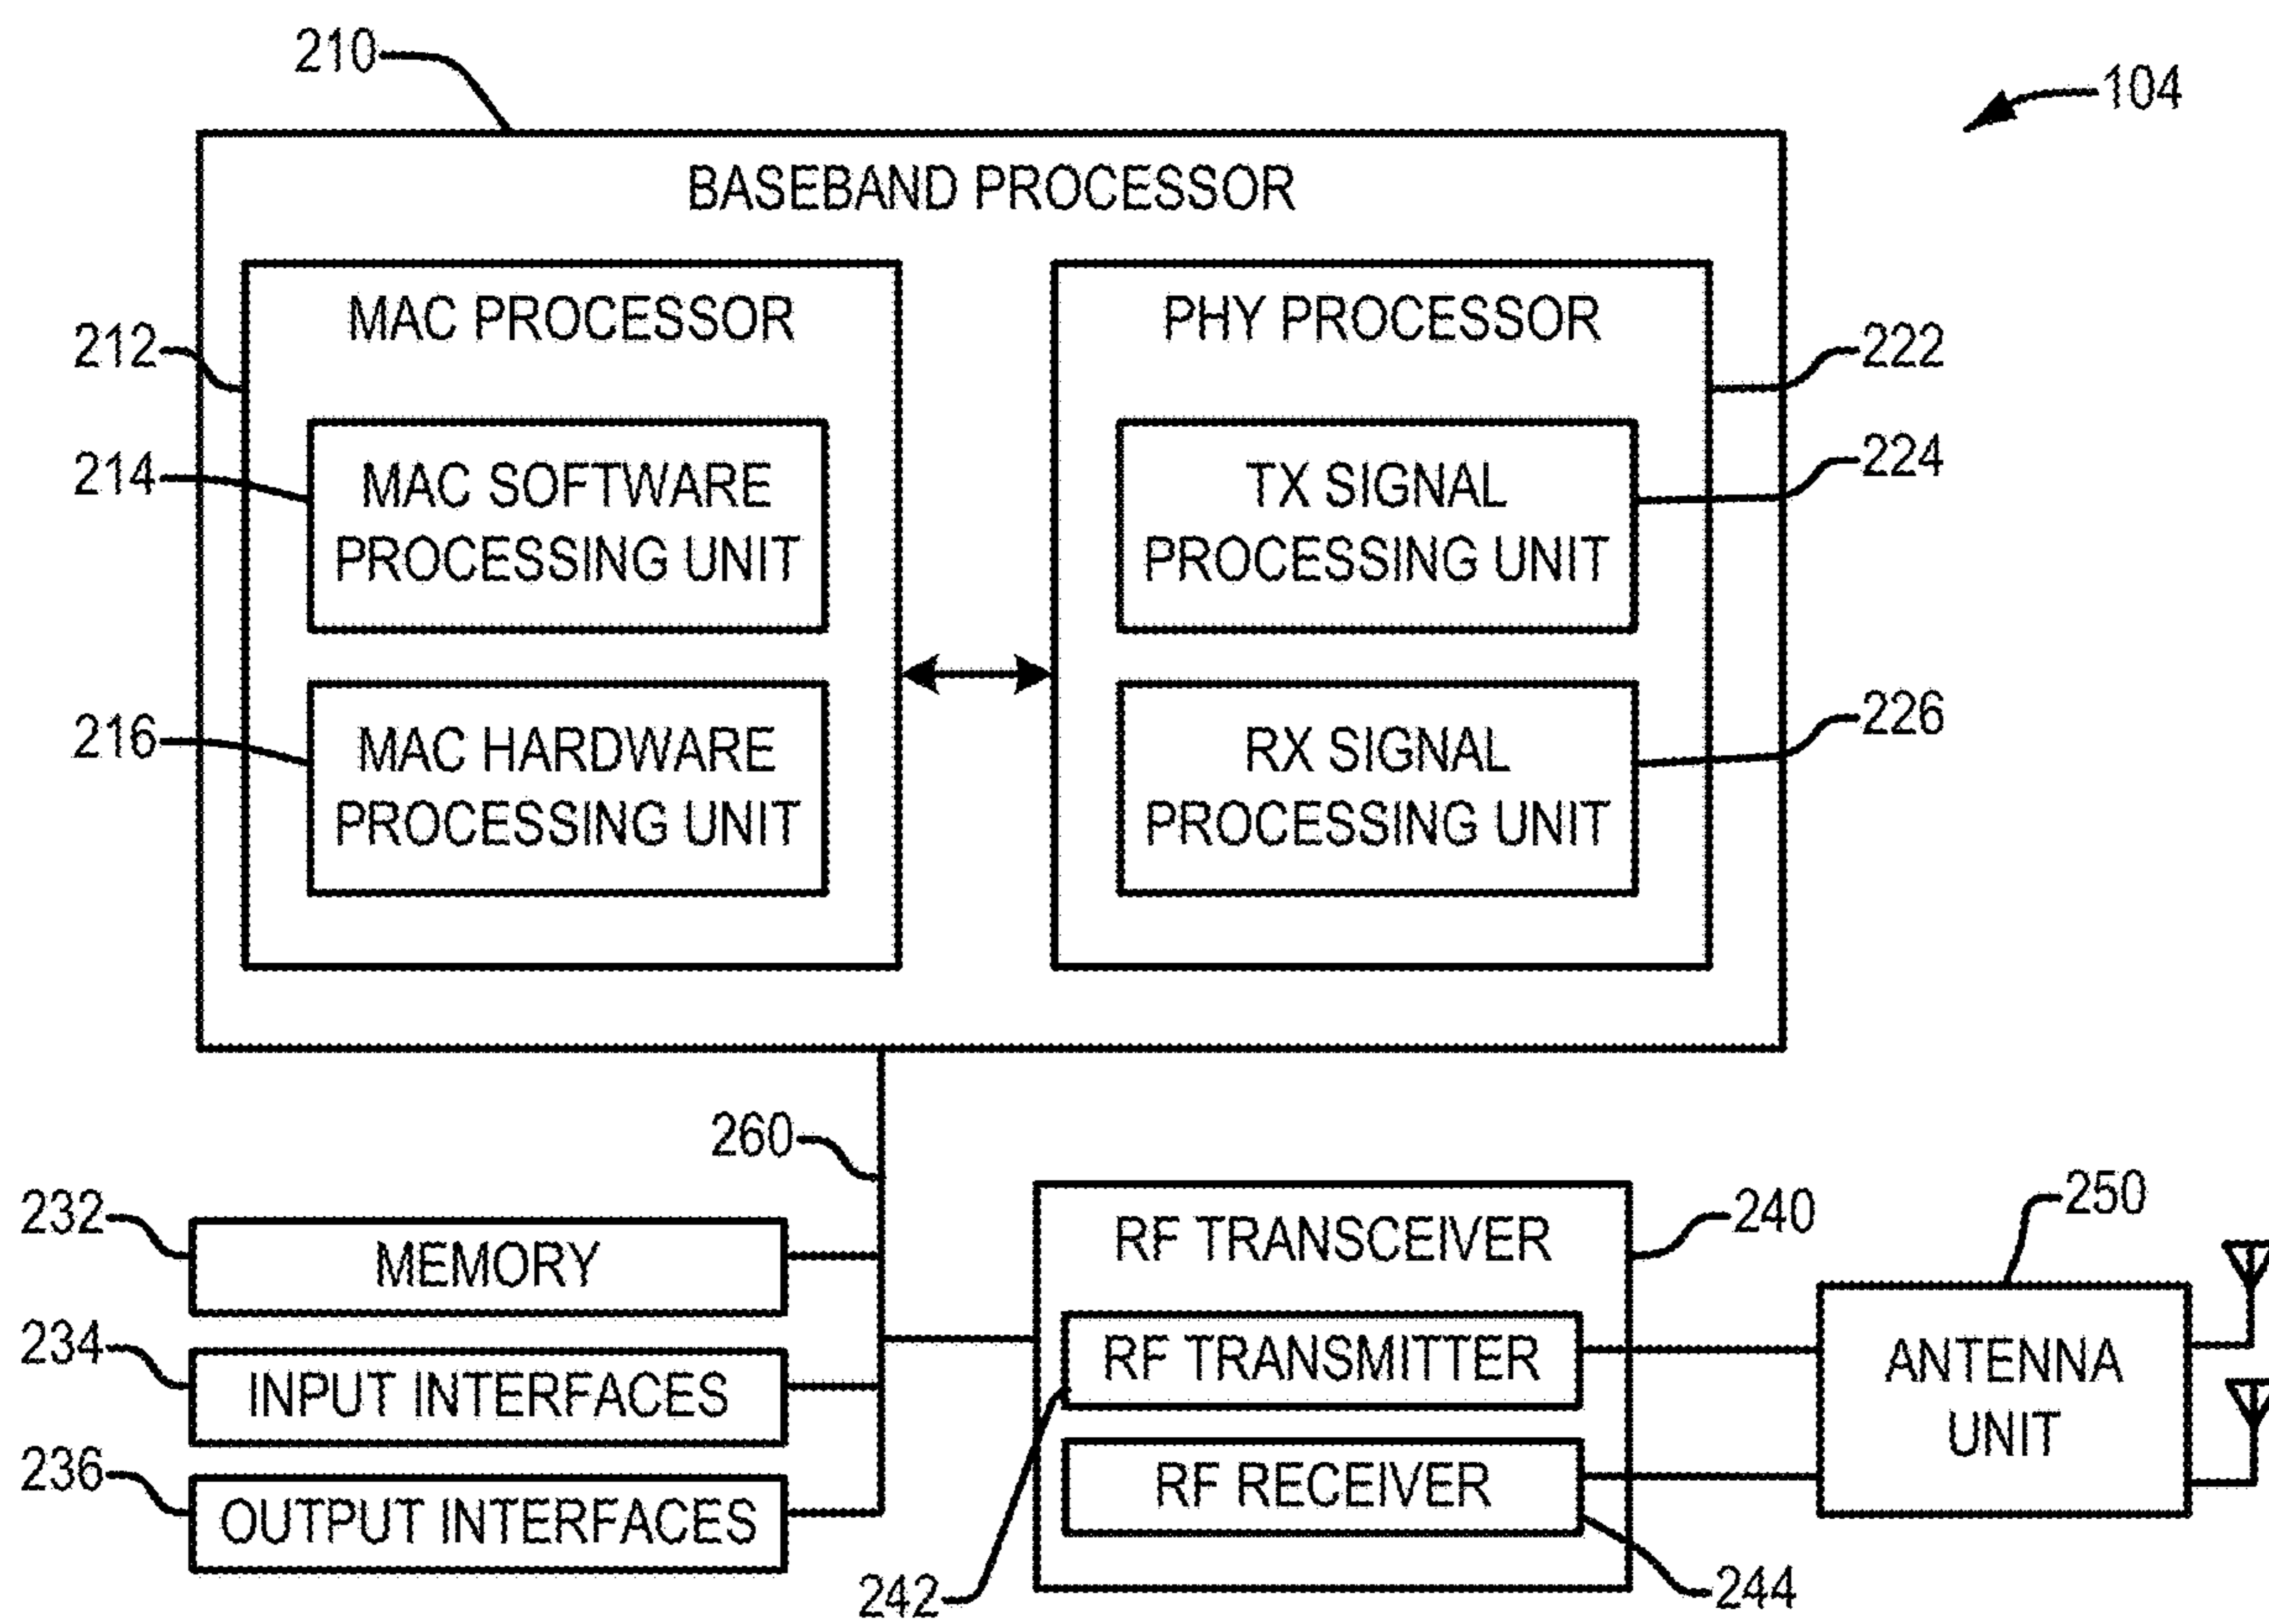 210
104
BASEBAND PROCESSOR
MAC PROCESSOR
PHY PROCESSOR
212
222
214
MAC SOFTWARE
PROCESSING UNIT
TX SIGNAL
PROCESSING UNIT
224
216
MAC HARDWARE
PROCESSING UNIT
RX SIGNAL
PROCESSING UNIT
226
260
232
MEMORY
234
INPUT INTERFACES
236
OUTPUT INTERFACES
RF TRANSCEIVER
240
RF TRANSMITTER
242
RF RECEIVER
244
250
ANTENNA
UNIT